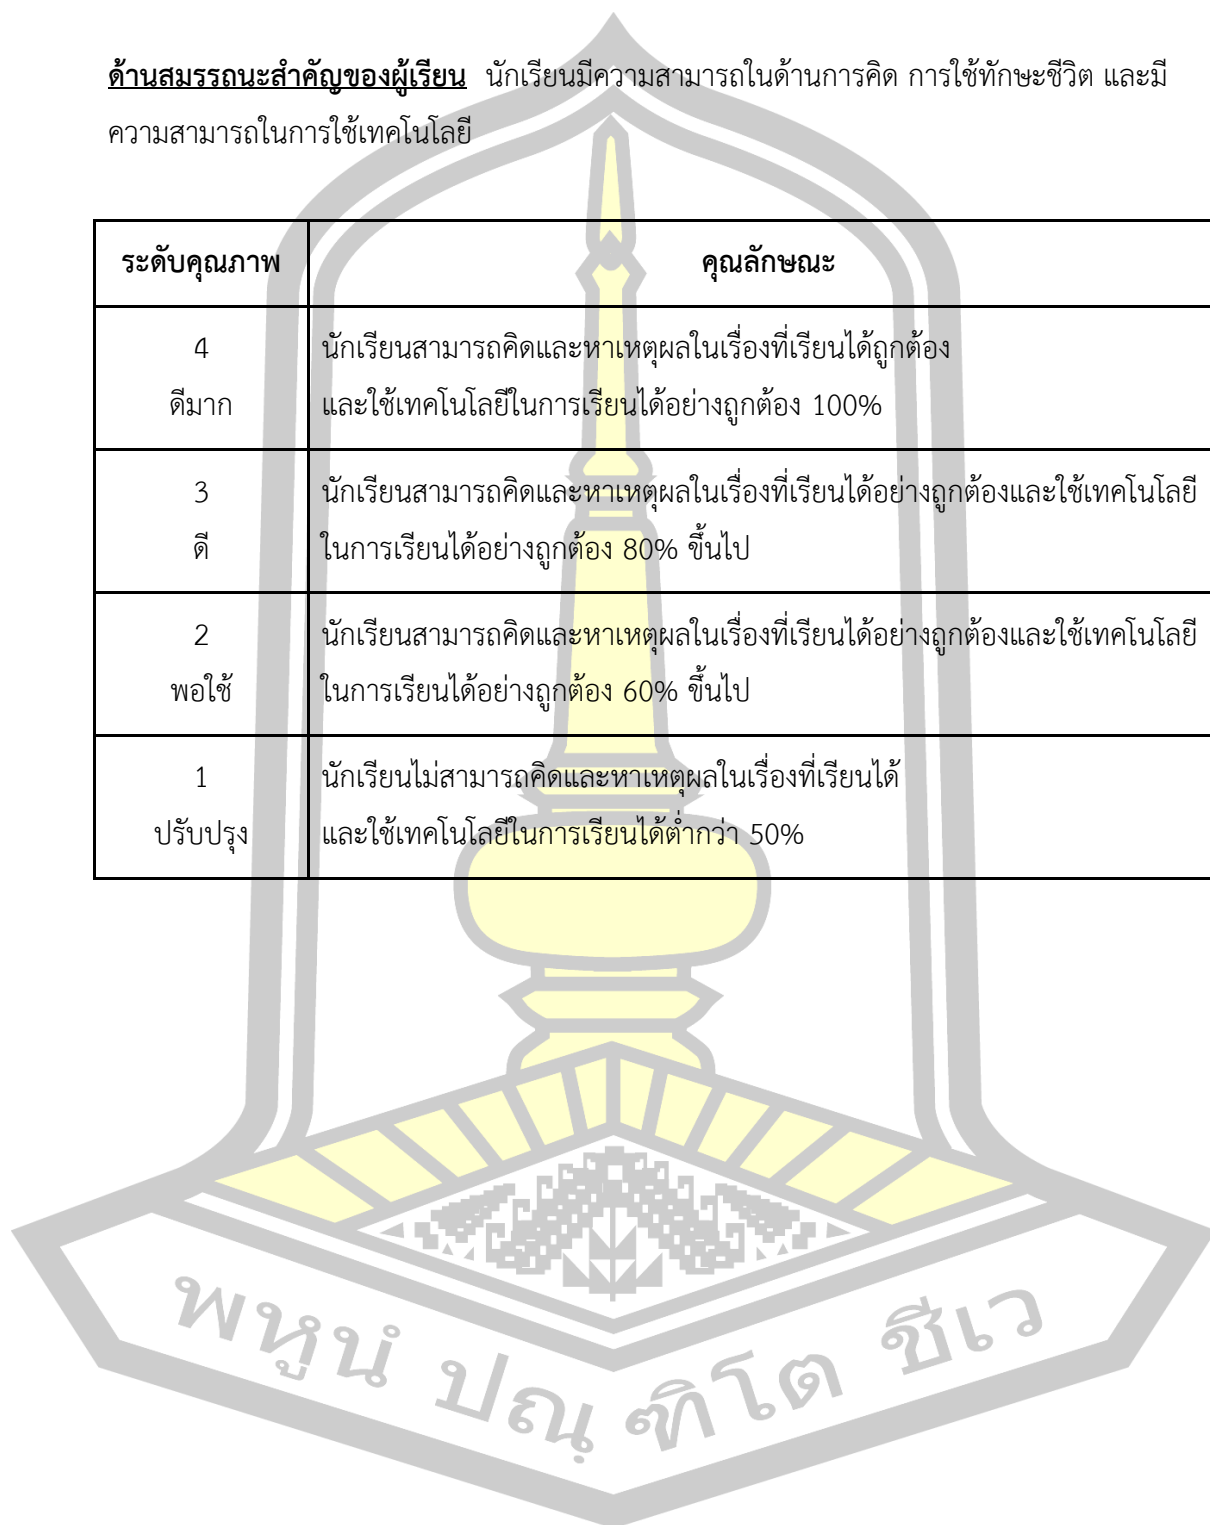 ด้านสมรรถนะสำคัญของผู้เรียน นักเรียนมีความสามารถในด้านการคิด การใช้ทักษะชีวิต และมี
ความสามารถในการใช้เทคโนโลยี
ระดับคุณภาพ คุณลักษณะ
4
ดีมาก
นักเรียนสามารถคิดและหาเหตุผลในเรื่องที่เรียนได้ถูกต้อง
และใช้เทคโนโลยีในการเรียนได้อย่างถูกต้อง 100%
3
ดี
นักเรียนสามารถคิดและหาเหตุผลในเรื่องที่เรียนได้อย่างถูกต้องและใช้เทคโนโลยี
ในการเรียนได้อย่างถูกต้อง 80% ขึ้นไป
2
พอใช้
นักเรียนสามารถคิดและหาเหตุผลในเรื่องที่เรียนได้อย่างถูกต้องและใช้เทคโนโลยี
ในการเรียนได้อย่างถูกต้อง 60% ขึ้นไป
1
ปรับปรุง
นักเรียนไม่สามารถคิดและหาเหตุผลในเรื่องที่เรียนได้
และใช้เทคโนโลยีในการเรียนได้ต่ำกว่า 50%
พหูนํ ปณฺฑิโต ชีเว